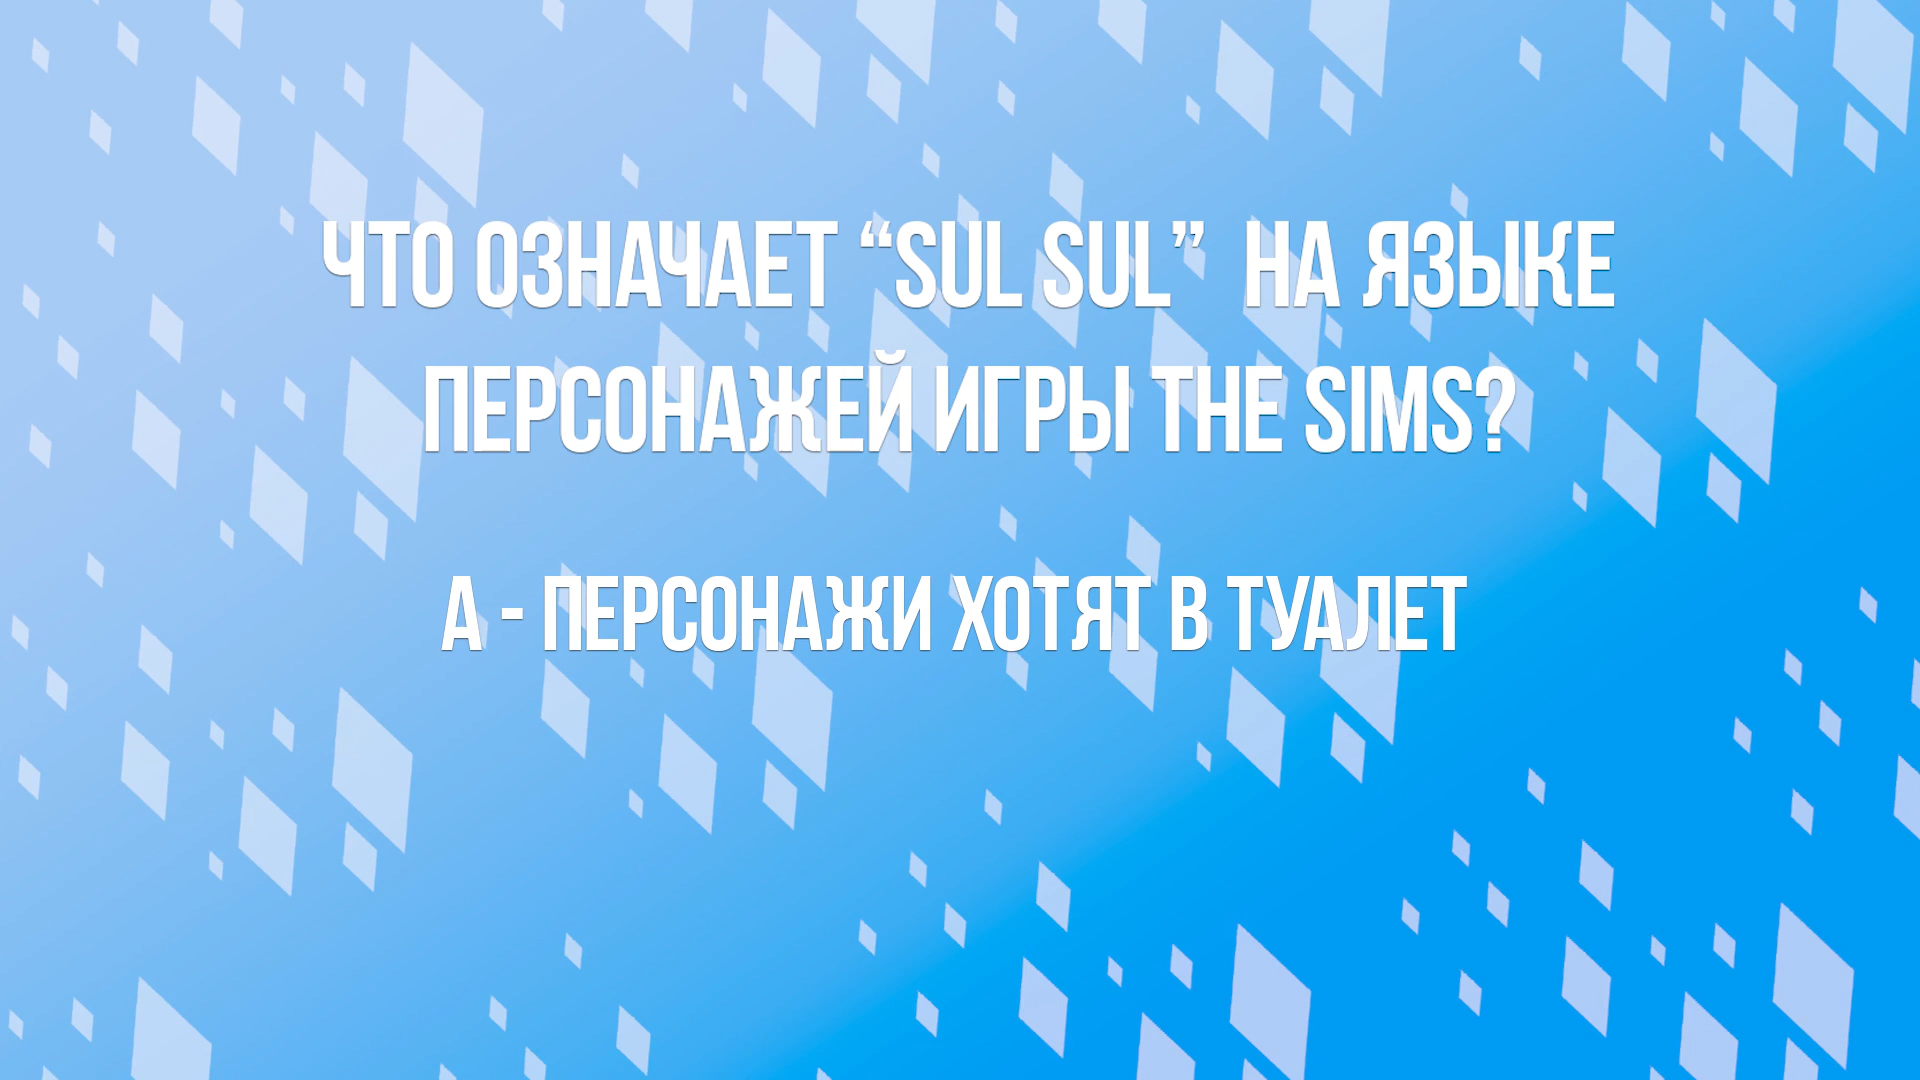 ЧТО ОЗНАЧАЕТ “SUL SUL” НА ЯЗЫКЕ
ПЕРСОНАЖЕЙ ИГРЫ THE SIMS?
А - ПЕРСОНАЖИ ХОТЯТ В ТУАЛЕТ